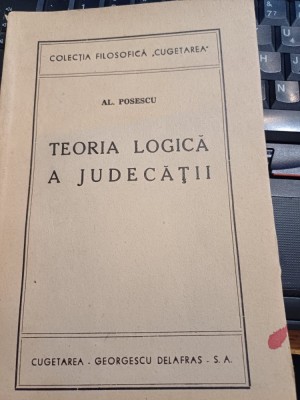 COLECȚIA FILOSOFICĂ „CUGETAREA"
AL. POSESCU
TEORIA LOGICĂ
A JUDECĂȚII
CUGETAREA - GEORGESCU DELAFRAS - S. A.